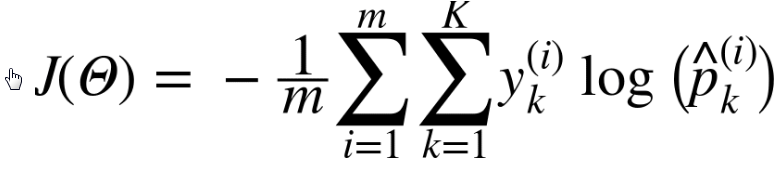 J(Θ) = − 1/m ∑_{i=1}^{m} ∑_{k=1}^{K} y_k^{(i)} log (p̂_k^{(i)})